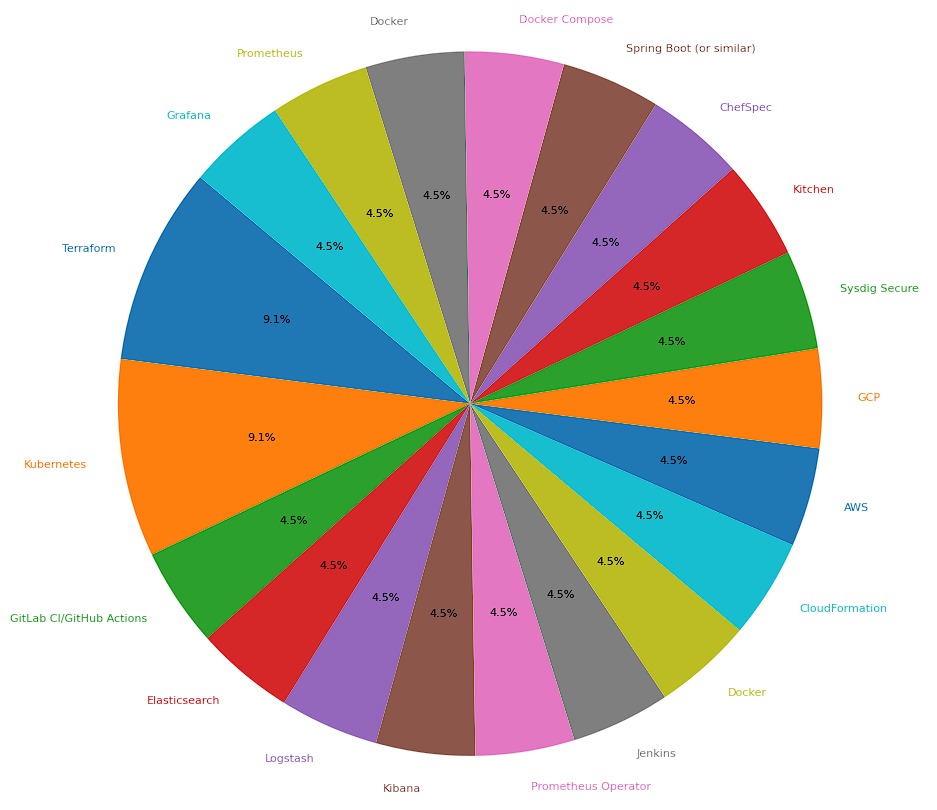 Docker Compose
Docker
Spring Boot (or similar)
Prometheus
ChefSpec
Grafana
Kitchen
4.5%
4.5%
4.5%
4.5%
4.5%
4.5%
Terraform
4.5%
Sysdig Secure
9.1%
4.5%
GCP
4.5%
9.1%
Kubernetes
4.5%
AWS
4.5%
4.5%
4.5%
4.5%
4.5%
4.5%
4.5%
4.5%
4.5%
CloudFormation
GitLab CI/GitHub Actions
Docker
Elasticsearch
Jenkins
Logstash
Prometheus Operator
Kibana